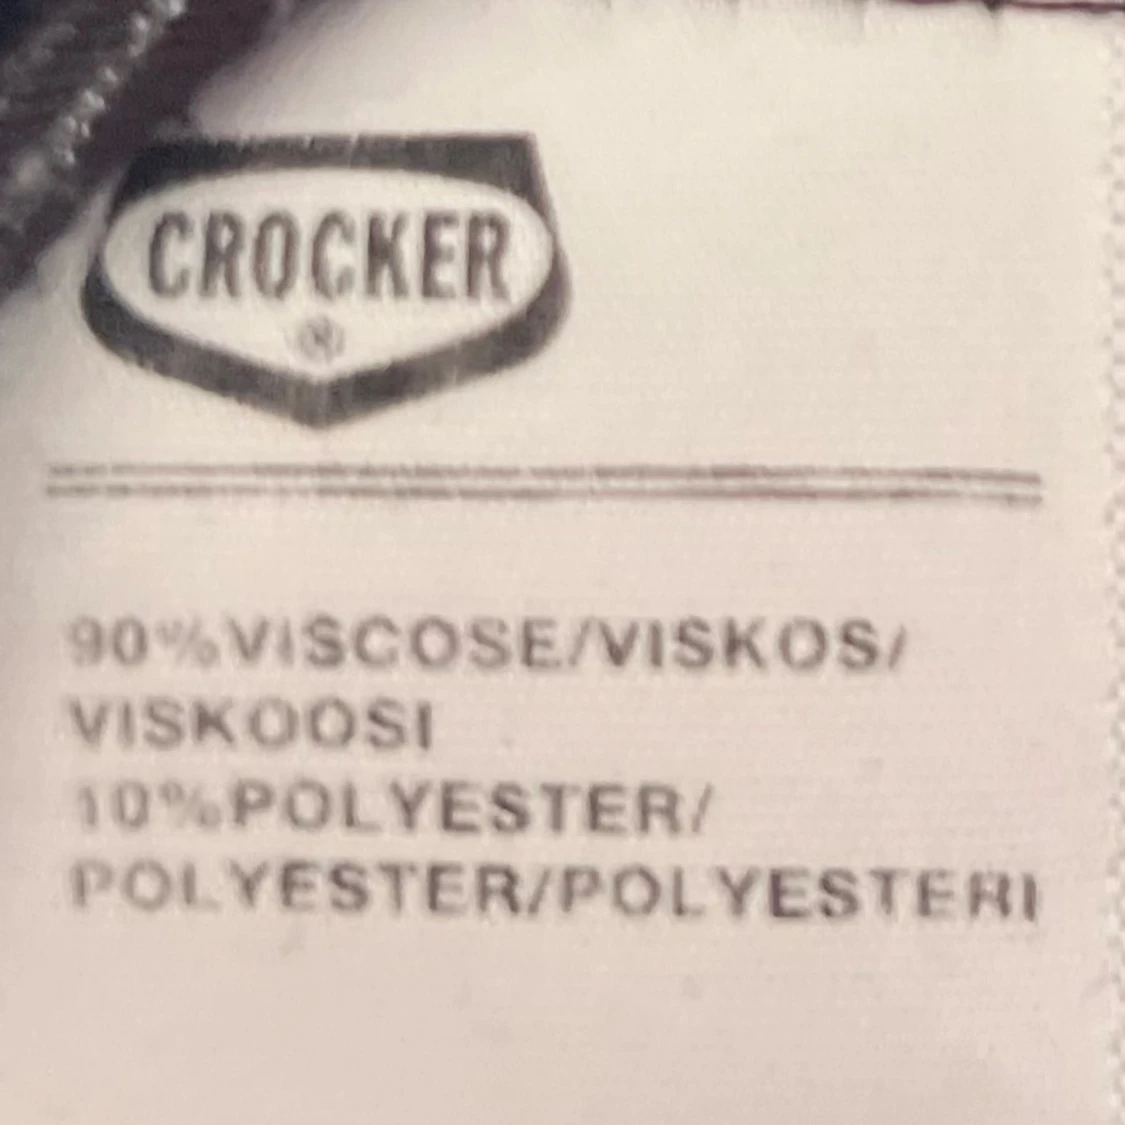 CROCKER
®
90%VISCOSE/VISKOS/
VISKOOSI
10%POLYESTER/
POLYESTER/POLYESTERI